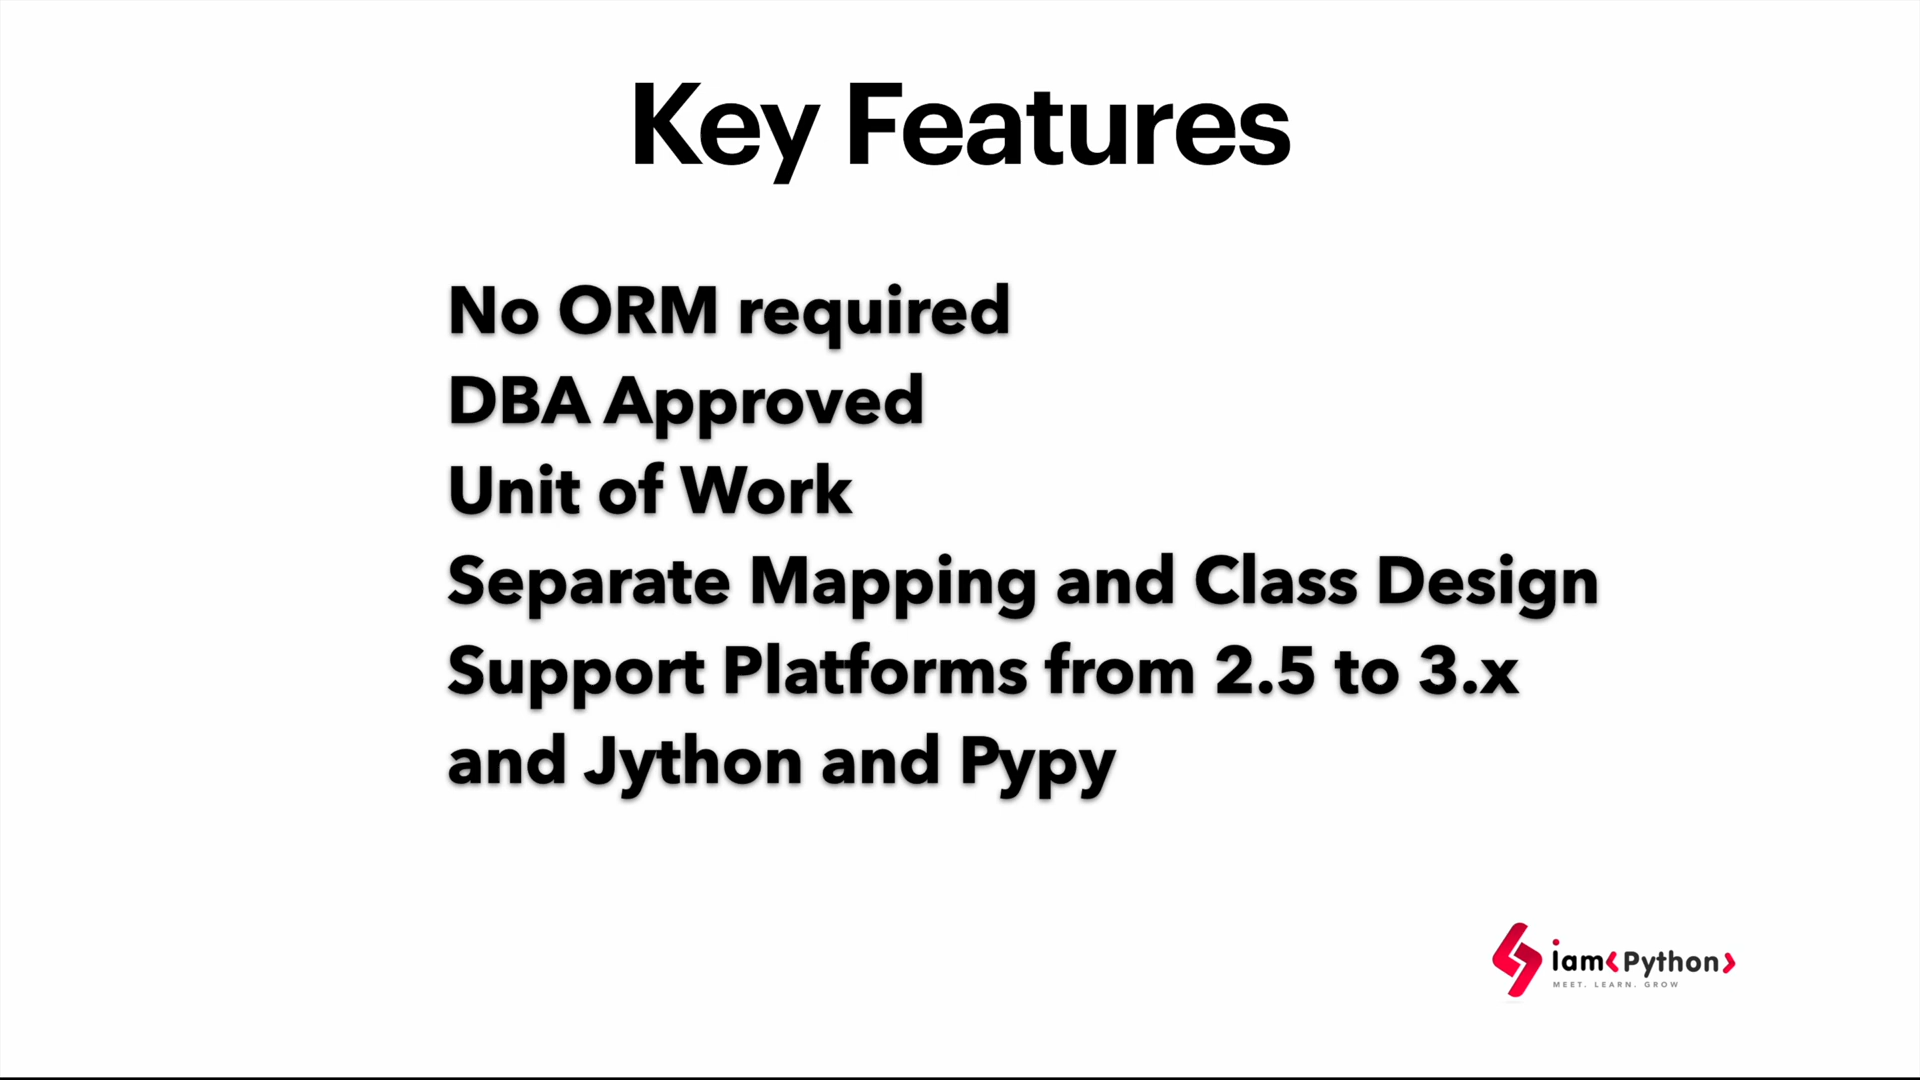 Key Features
No ORM required
DBA Approved
Unit of Work
Separate Mapping and Class Design
Support Platforms from 2.5 to 3.x
and Jython and Pypy
iam<Python>
MEET. LEARN. GROW